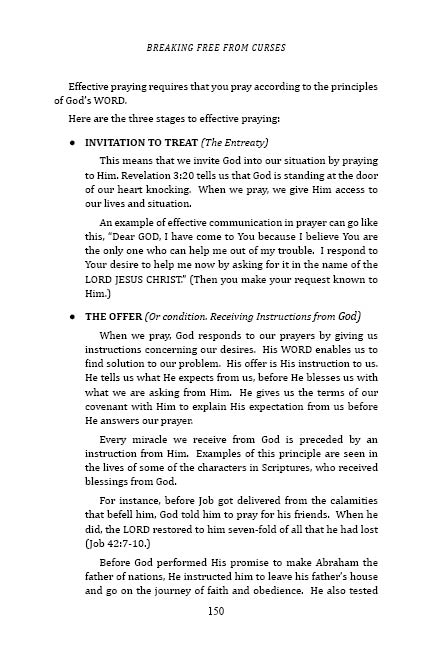 BREAKING FREE FROM CURSES
Effective praying requires that you pray according to the principles
of God's WORD.
Here are the three stages to effective praying:
● INVITATION TO TREAT (The Entreaty)
This means that we invite God into our situation by praying
to Him. Revelation 3:20 tells us that God is standing at the door
of our heart knocking. When we pray, we give Him access to
our lives and situation.
An example of effective communication in prayer can go like
this, "Dear GOD, I have come to You because I believe You are
the only one who can help me out of my trouble. I respond to
Your desire to help me now by asking for it in the name of the
LORD JESUS CHRIST." (Then you make your request known to
Him.)
● THE OFFER (Or condition. Receiving Instructions from God)
When we pray, God responds to our prayers by giving us
instructions concerning our desires. His WORD enables us to
find solution to our problem. His offer is His instruction to us.
He tells us what He expects from us, before He blesses us with
what we are asking from Him. He gives us the terms of our
covenant with Him to explain His expectation from us before
He answers our prayer.
Every miracle we receive from God is preceded by an
instruction from Him. Examples of this principle are seen in
the lives of some of the characters in Scriptures, who received
blessings from God.
For instance, before Job got delivered from the calamities
that befell him, God told him to pray for his friends. When he
did, the LORD restored to him seven-fold of all that he had lost
(Job 42:7-10.)
Before God performed His promise to make Abraham the
father of nations, He instructed him to leave his father's house
and go on the journey of faith and obedience. He also tested
150